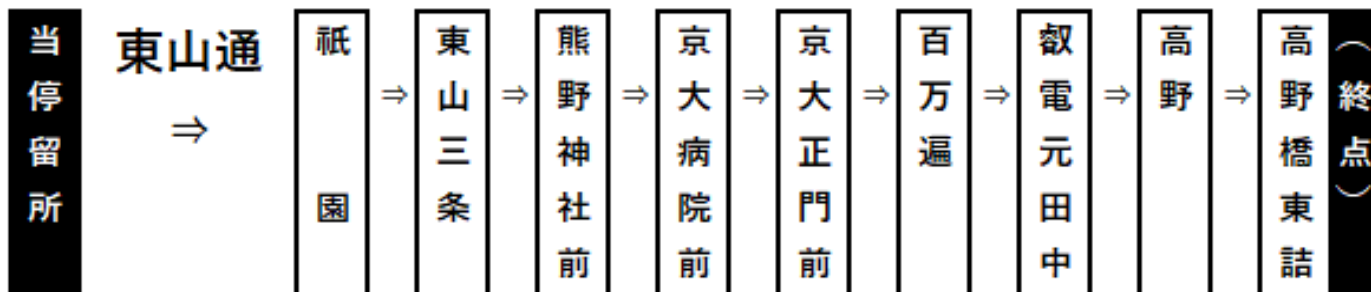 当停留所
東山通
⇒
祇園
⇒
東山三条
⇒
熊野神社前
⇒
京大病院前
⇒
京大正門前
⇒
百万遍
⇒
叡電元田中
⇒
高野
⇒
高野橋東詰
（終点）